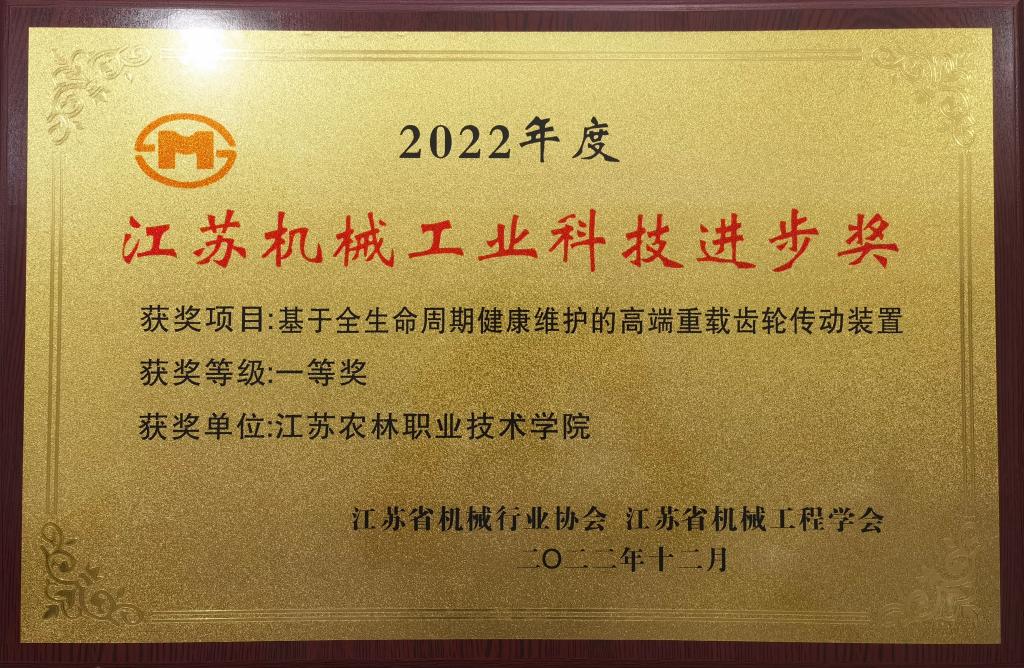 2022年度
江苏机械工业科技进步奖
获奖项目:基于全生命周期健康维护的高端重载齿轮传动装置
获奖等级:一等奖
获奖单位:江苏农林职业技术学院
江苏省机械行业协会 江苏省机械工程学会
二〇二二年十二月